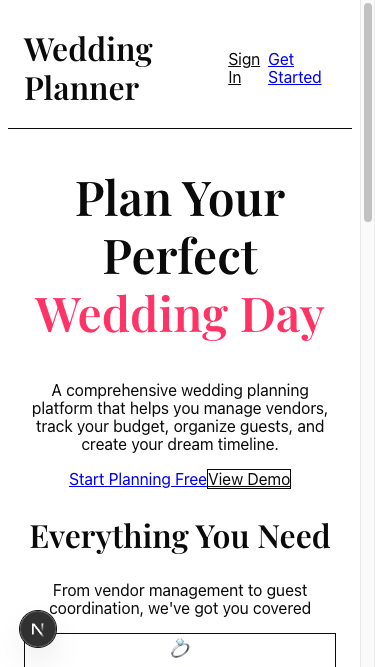 Wedding
Planner
Sign
In
Get
Started
Plan Your
Perfect
Wedding Day
A comprehensive wedding planning
platform that helps you manage vendors,
track your budget, organize guests, and
create your dream timeline.
Start Planning Free View Demo
Everything You Need
From vendor management to guest
coordination, we've got you covered
N